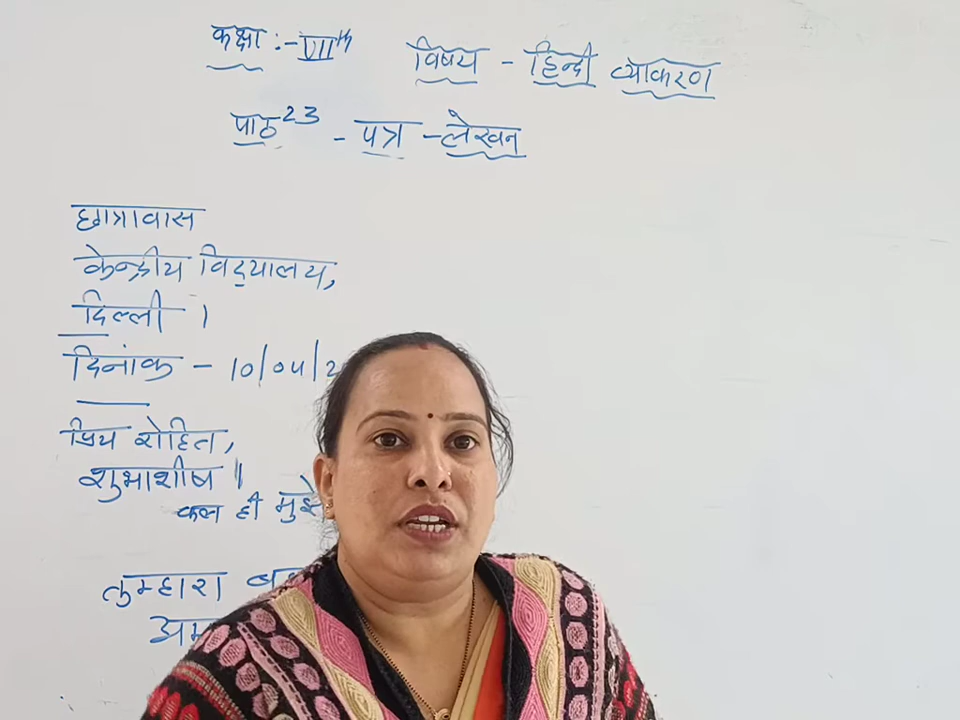 कक्षा :- VIIth
विषय - हिन्दी व्याकरण
पाठ 23 - पत्र - लेखन
छात्रावास
केन्द्रीय विद्यालय,
दिल्ली ।
दिनांक - 10/04/2
प्रिय रोहित,
शुभाशीष ॥
कल ही मुझे
तुम्हारा